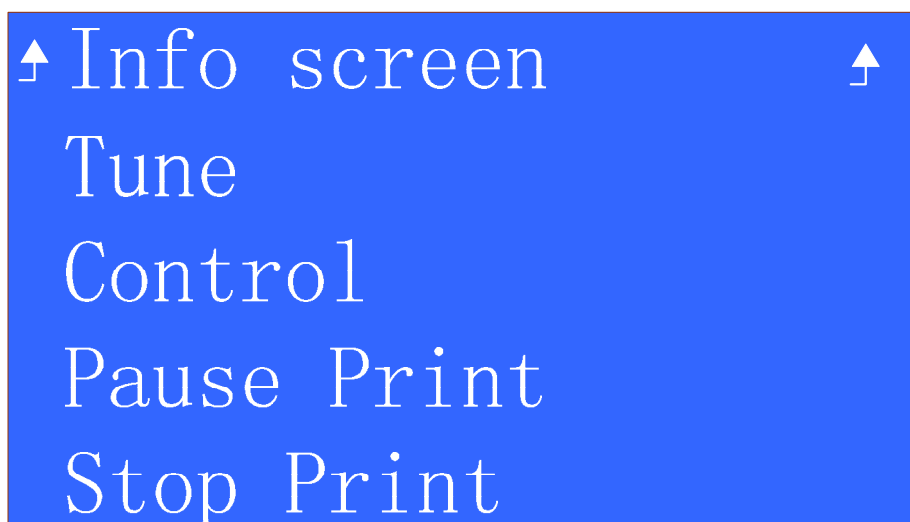 Info screen
Tune
Control
Pause Print
Stop Print